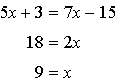 5x + 3 = 7x − 15
18 = 2x
9 = x